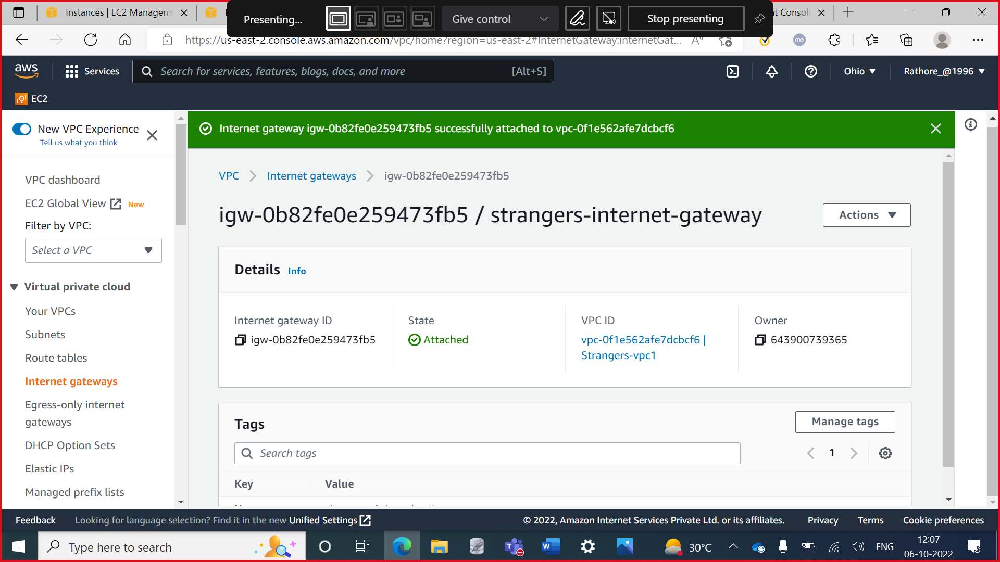 Instances | EC2 Manageme
Presenting...
Give control
Stop presenting
t Console
https://us-east-2.console.aws.amazon.com/vpc/home?region=us-east-2#InternetGateway:internetGat...
me
aws
Services
Search for services, features, blogs, docs, and more
[Alt+S]
Ohio
Rathore_@1996
EC2
New VPC Experience
Tell us what you think
Internet gateway igw-0b82fe0e259473fb5 successfully attached to vpc-0f1e562afe7dcbcf6
VPC dashboard
EC2 Global View New
Filter by VPC:
Select a VPC
Virtual private cloud
Your VPCs
Subnets
Route tables
Internet gateways
Egress-only internet
gateways
DHCP Option Sets
Elastic IPs
Managed prefix lists
VPC
Internet gateways
igw-0b82fe0e259473fb5
igw-0b82fe0e259473fb5 / strangers-internet-gateway
Actions
Details Info
Internet gateway ID
igw-0b82fe0e259473fb5
State
Attached
VPC ID
vpc-0f1e562afe7dcbcf6 |
Strangers-vpc1
Owner
643900739365
Tags
Manage tags
Search tags
1
Key
Value
Feedback
Looking for language selection? Find it in the new Unified Settings
© 2022, Amazon Internet Services Private Ltd. or its affiliates.
Privacy
Terms
Cookie preferences
Type here to search
30°C
ENG
12:07
06-10-2022